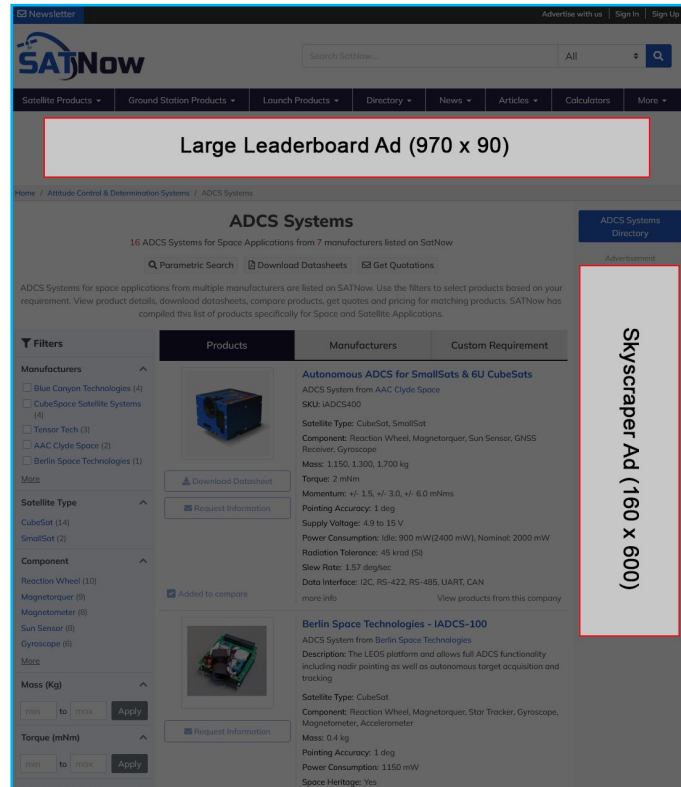 Newsletter
Advertise with us | Sign In | Sign Up
SATNow
Search SatNow...
All
Satellite Products
Ground Station Products
Launch Products
Directory
News
Articles
Calculators
More
Large Leaderboard Ad (970 x 90)
Home / Attitude Control & Determination Systems / ADCS Systems
ADCS Systems
16 ADCS Systems for Space Applications from 7 manufacturers listed on SatNow
Parametric Search
Download Datasheets
Get Quotations
ADCS Systems for space applications from multiple manufacturers are listed on SATNow. Use the filters to select products based on your
requirement. View product details, download datasheets, compare products, get quotes and pricing for matching products. SATNow has
compiled this list of products specifically for Space and Satellite Applications.
ADCS Systems
Directory
Advertisement
Skyscraper Ad (160 x 600)
Filters
Manufacturers
Blue Canyon Technologies (4)
CubeSpace Satellite Systems
(4)
Tensor Tech (3)
AAC Clyde Space (2)
Berlin Space Technologies (1)
More
Satellite Type
CubeSat (14)
SmallSat (2)
Component
Reaction Wheel (10)
Magnetorquer (9)
Magnetometer (8)
Sun Sensor (8)
Gyroscope (6)
More
Mass (Kg)
min to max Apply
Torque (mNm)
min to max Apply
Products
Manufacturers
Custom Requirement
Download Datasheet
Request Information
Added to compare
Autonomous ADCS for SmallSats & 6U CubeSats
ADCS System from AAC Clyde Space
SKU: iADCS400
Satellite Type: CubeSat, SmallSat
Component: Reaction Wheel, Magnetorquer, Sun Sensor, GNSS
Receiver, Gyroscope
Mass: 1.150, 1.300, 1.700 kg
Torque: 2 mNm
Momentum: +/- 1.5, +/- 3.0, +/- 6.0 mNms
Pointing Accuracy: 1 deg
Supply Voltage: 4.9 to 15 V
Power Consumption: Idle: 900 mW(2400 mW), Nominal: 2000 mW
Radiation Tolerance: 45 krad (Si)
Slew Rate: 1.57 deg/sec
Data Interface: I2C, RS-422, RS-485, UART, CAN
more info
View products from this company
Request Information
Berlin Space Technologies - IADCS-100
ADCS System from Berlin Space Technologies
Description: The LEOS platform and allows full ADCS functionality
including nadir pointing as well as autonomous target acquisition and
tracking
Satellite Type: CubeSat
Component: Reaction Wheel, Magnetorquer, Star Tracker, Gyroscope,
Magnetometer, Accelerometer
Mass: 0.4 kg
Pointing Accuracy: 1 deg
Power Consumption: 1150 mW
Space Heritage: Yes